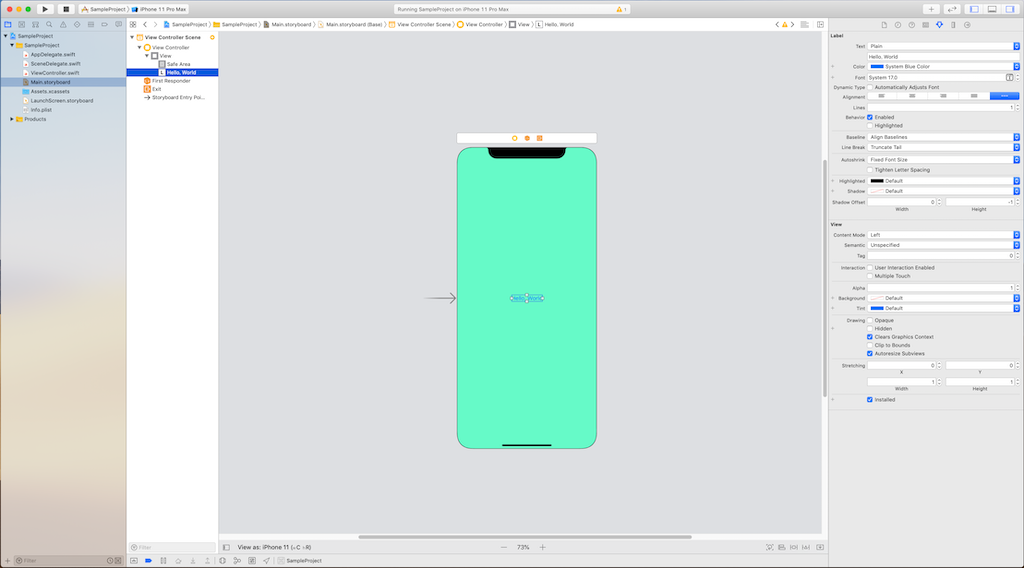 SampleProject › iPhone 11 Pro Max
Running SampleProject on iPhone 11 Pro Max
1
SampleProject › SampleProject › Main.storyboard › Main.storyboard (Base) › View Controller Scene › View Controller › View › L Hello, World
SampleProject
SampleProject
AppDelegate.swift
SceneDelegate.swift
ViewController.swift
Main.storyboard
Assets.xcassets
LaunchScreen.storyboard
Info.plist
Products
Filter
View Controller Scene
View Controller
View
Safe Area
L Hello, World
First Responder
Exit
Storyboard Entry Poi...
Filter
Hello, World
View as: iPhone 11 (wC hR)
73%
SampleProject
Label
Text Plain
Hello, World
Color System Blue Color
Font System 17.0
Dynamic Type Automatically Adjusts Font
Alignment
Lines 1
Behavior Enabled
Highlighted
Baseline Align Baselines
Line Break Truncate Tail
Autoshrink Fixed Font Size
Tighten Letter Spacing
Highlighted Default
Shadow Default
Shadow Offset 0 -1
Width Height
View
Content Mode Left
Semantic Unspecified
Tag 0
Interaction User Interaction Enabled
Multiple Touch
Alpha 1
Background Default
Tint Default
Drawing Opaque
Hidden
Clears Graphics Context
Clip to Bounds
Autoresize Subviews
Stretching 0 0
X Y
1 1
Width Height
Installed